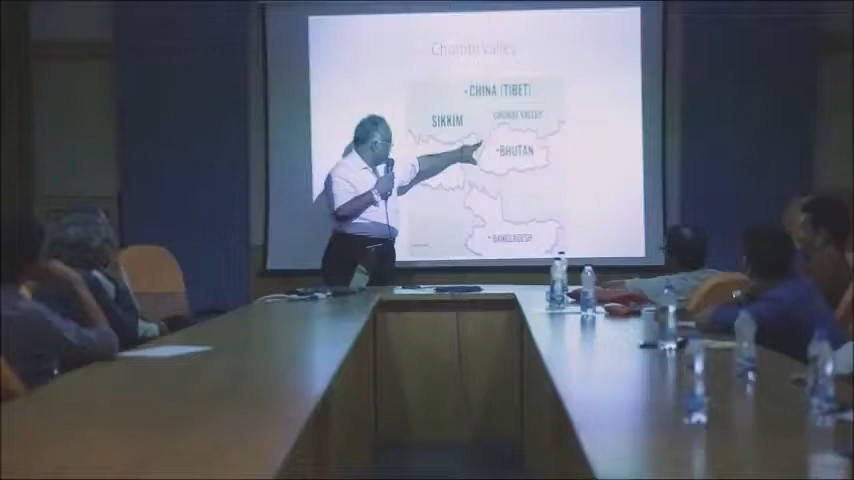 Chumbi Valley
•CHINA (TIBET)
SIKKIM
'CHUMBI VALLEY'
•BHUTAN
•BANGLADESH